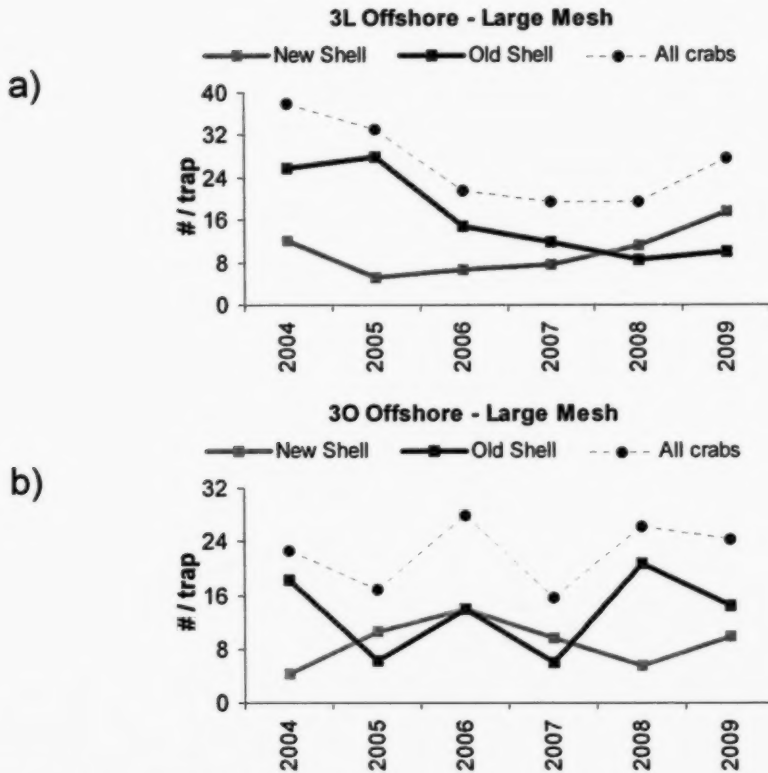 3L Offshore - Large Mesh
New Shell Old Shell All crabs
a)
# / trap
40
32
24
16
8
0
2004 2005 2006 2007 2008 2009
3O Offshore - Large Mesh
New Shell Old Shell All crabs
b)
# / trap
32
24
16
8
0
2004 2005 2006 2007 2008 2009